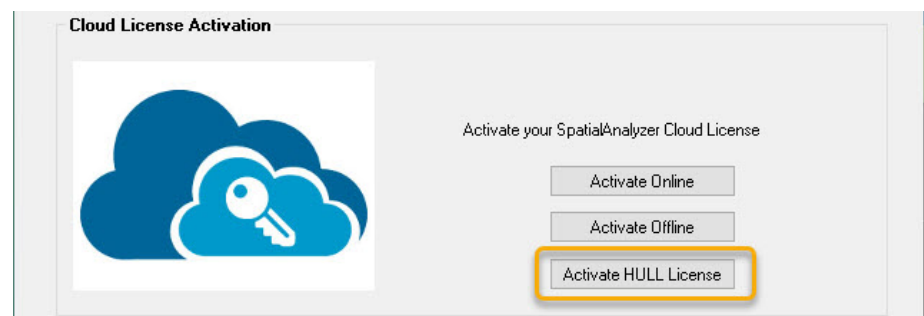 Cloud License Activation
Activate your SpatialAnalyzer Cloud License
Activate Online
Activate Offline
Activate HULL License